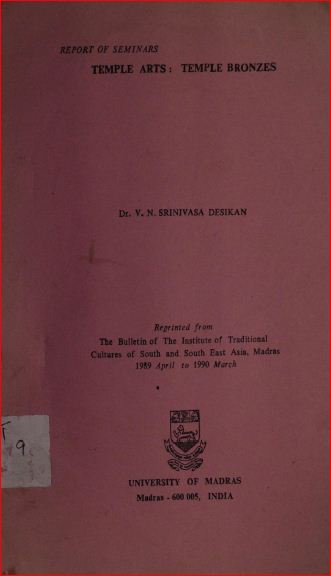 REPORT OF SEMINARS
TEMPLE ARTS: TEMPLE BRONZES
Dr. V. N. SRINIVASA DESIKAN
Reprinted from
The Bulletin of The Institute of Traditional
Cultures of South and South East Asia, Madras
1989 April to 1990 March
T
9
UNIVERSITY OF MADRAS
Madras - 600 005, INDIA